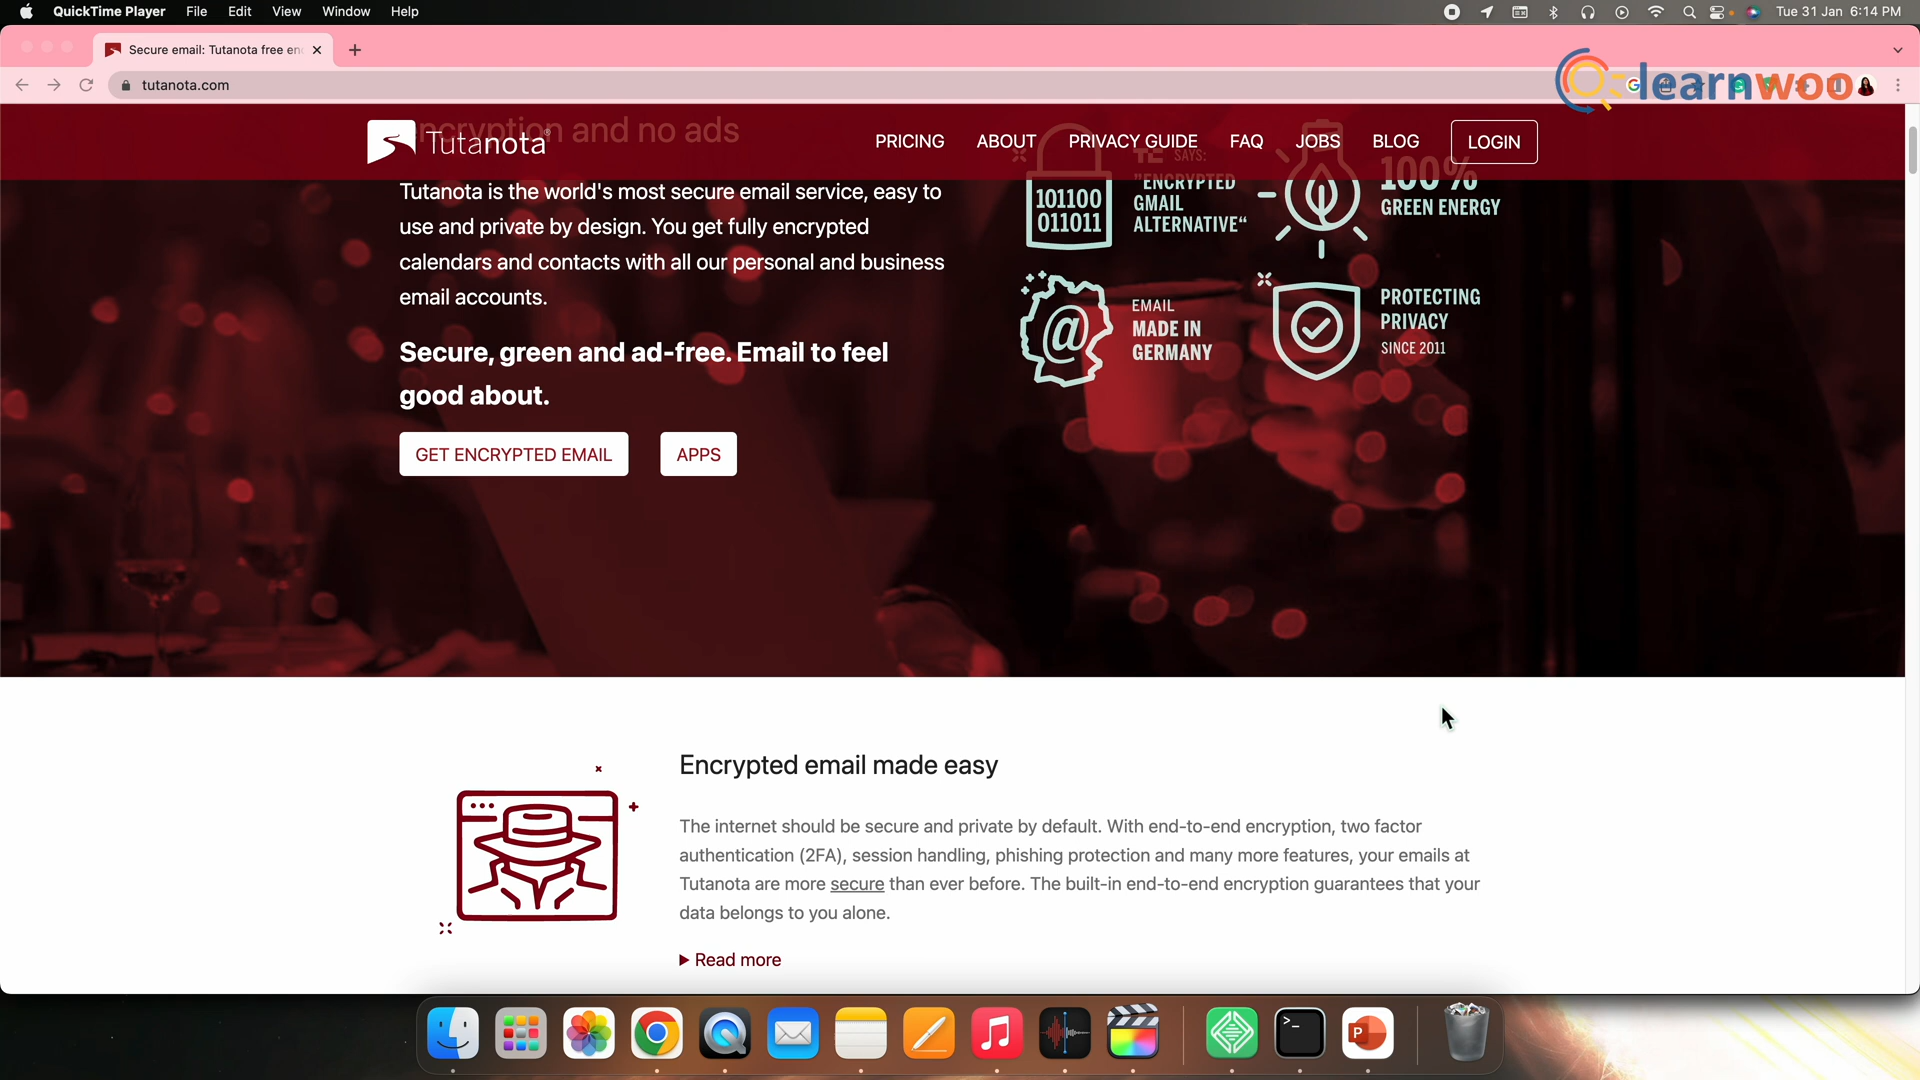 QuickTime Player File Edit View Window Help Tue 31 Jan 6:14 PM
Secure email: Tutanota free en
tutanota.com
learnwoo
encryption and no ads
Tutanota PRICING ABOUT PRIVACY GUIDE FAQ JOBS BLOG LOGIN
Tutanota is the world's most secure email service, easy to
use and private by design. You get fully encrypted
calendars and contacts with all our personal and business
email accounts.
Secure, green and ad-free. Email to feel
good about.
GET ENCRYPTED EMAIL APPS
101100
011011
SAYS:
"ENCRYPTED
GMAIL
ALTERNATIVE“
100%
GREEN ENERGY
@
EMAIL
MADE IN
GERMANY
PROTECTING
PRIVACY
SINCE 2011
Encrypted email made easy
The internet should be secure and private by default. With end-to-end encryption, two factor
authentication (2FA), session handling, phishing protection and many more features, your emails at
Tutanota are more secure than ever before. The built-in end-to-end encryption guarantees that your
data belongs to you alone.
Read more
>_
P